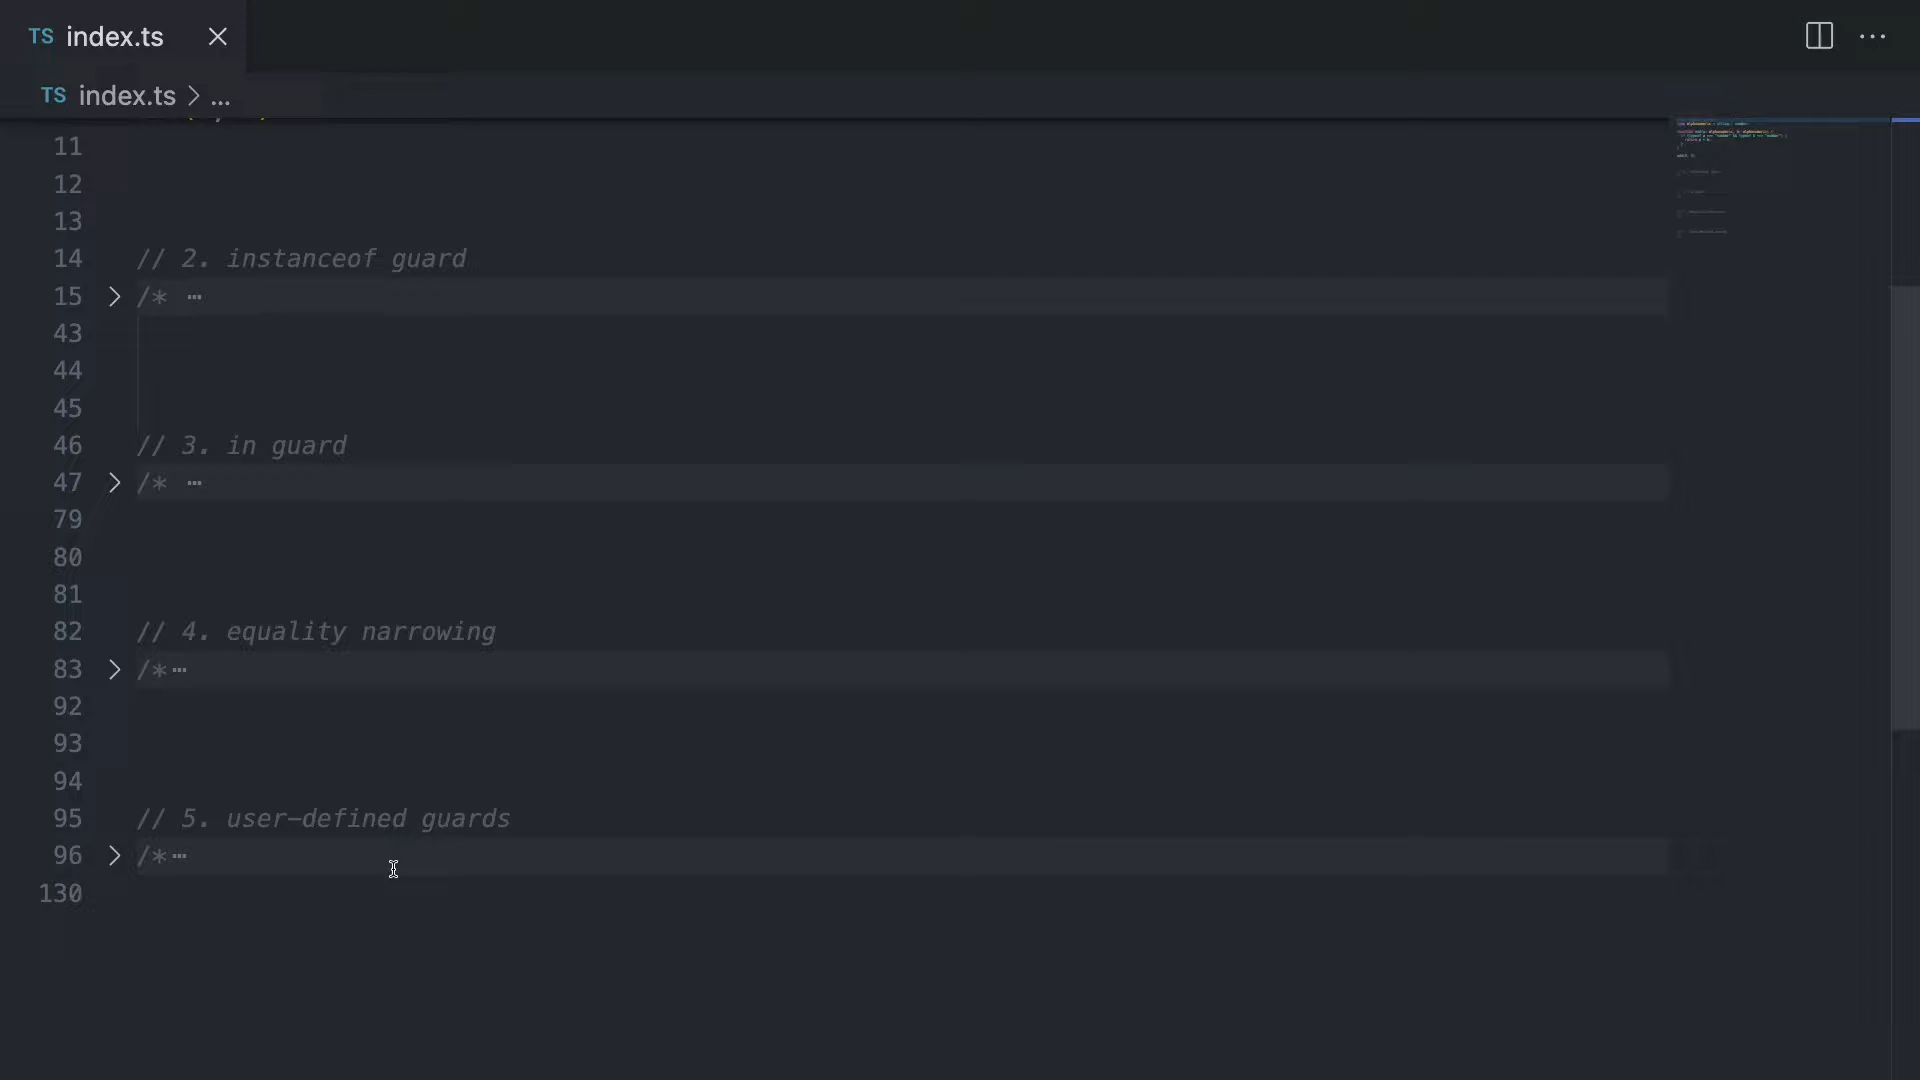 TS index.ts
TS index.ts > ...
11
12
13
14 // 2. instanceof guard
15 > /* ⋯
43
44
45
46 // 3. in guard
47 > /* ⋯
79
80
81
82 // 4. equality narrowing
83 > /*⋯
92
93
94
95 // 5. user-defined guards
96 > /*⋯
130